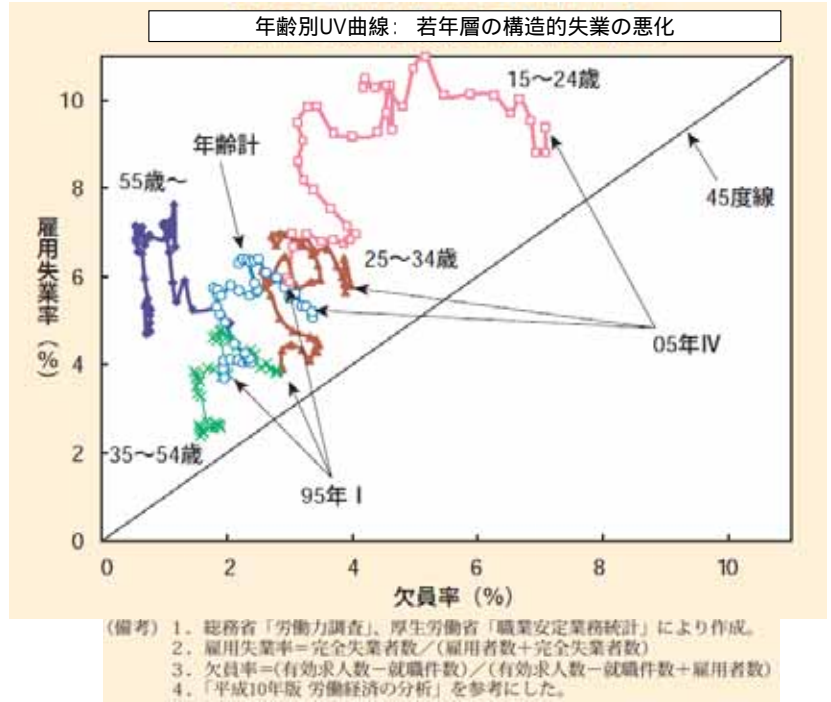 年齢別UV曲線： 若年層の構造的失業の悪化
10
8
6
4
2
0
雇用失業率（%）
15〜24歳
年齢計
55歳〜
45度線
25〜34歳
05年Ⅳ
35〜54歳
95年Ⅰ
0 2 4 6 8 10
欠員率（%）
（備考）1．総務省「労働力調査」、厚生労働省「職業安定業務統計」により作成。
2．雇用失業率＝完全失業者数／(雇用者数＋完全失業者数)
3．欠員率＝(有効求人数－就職件数)／(有効求人数－就職件数＋雇用者数)
4．「平成10年版 労働経済の分析」を参考にした。